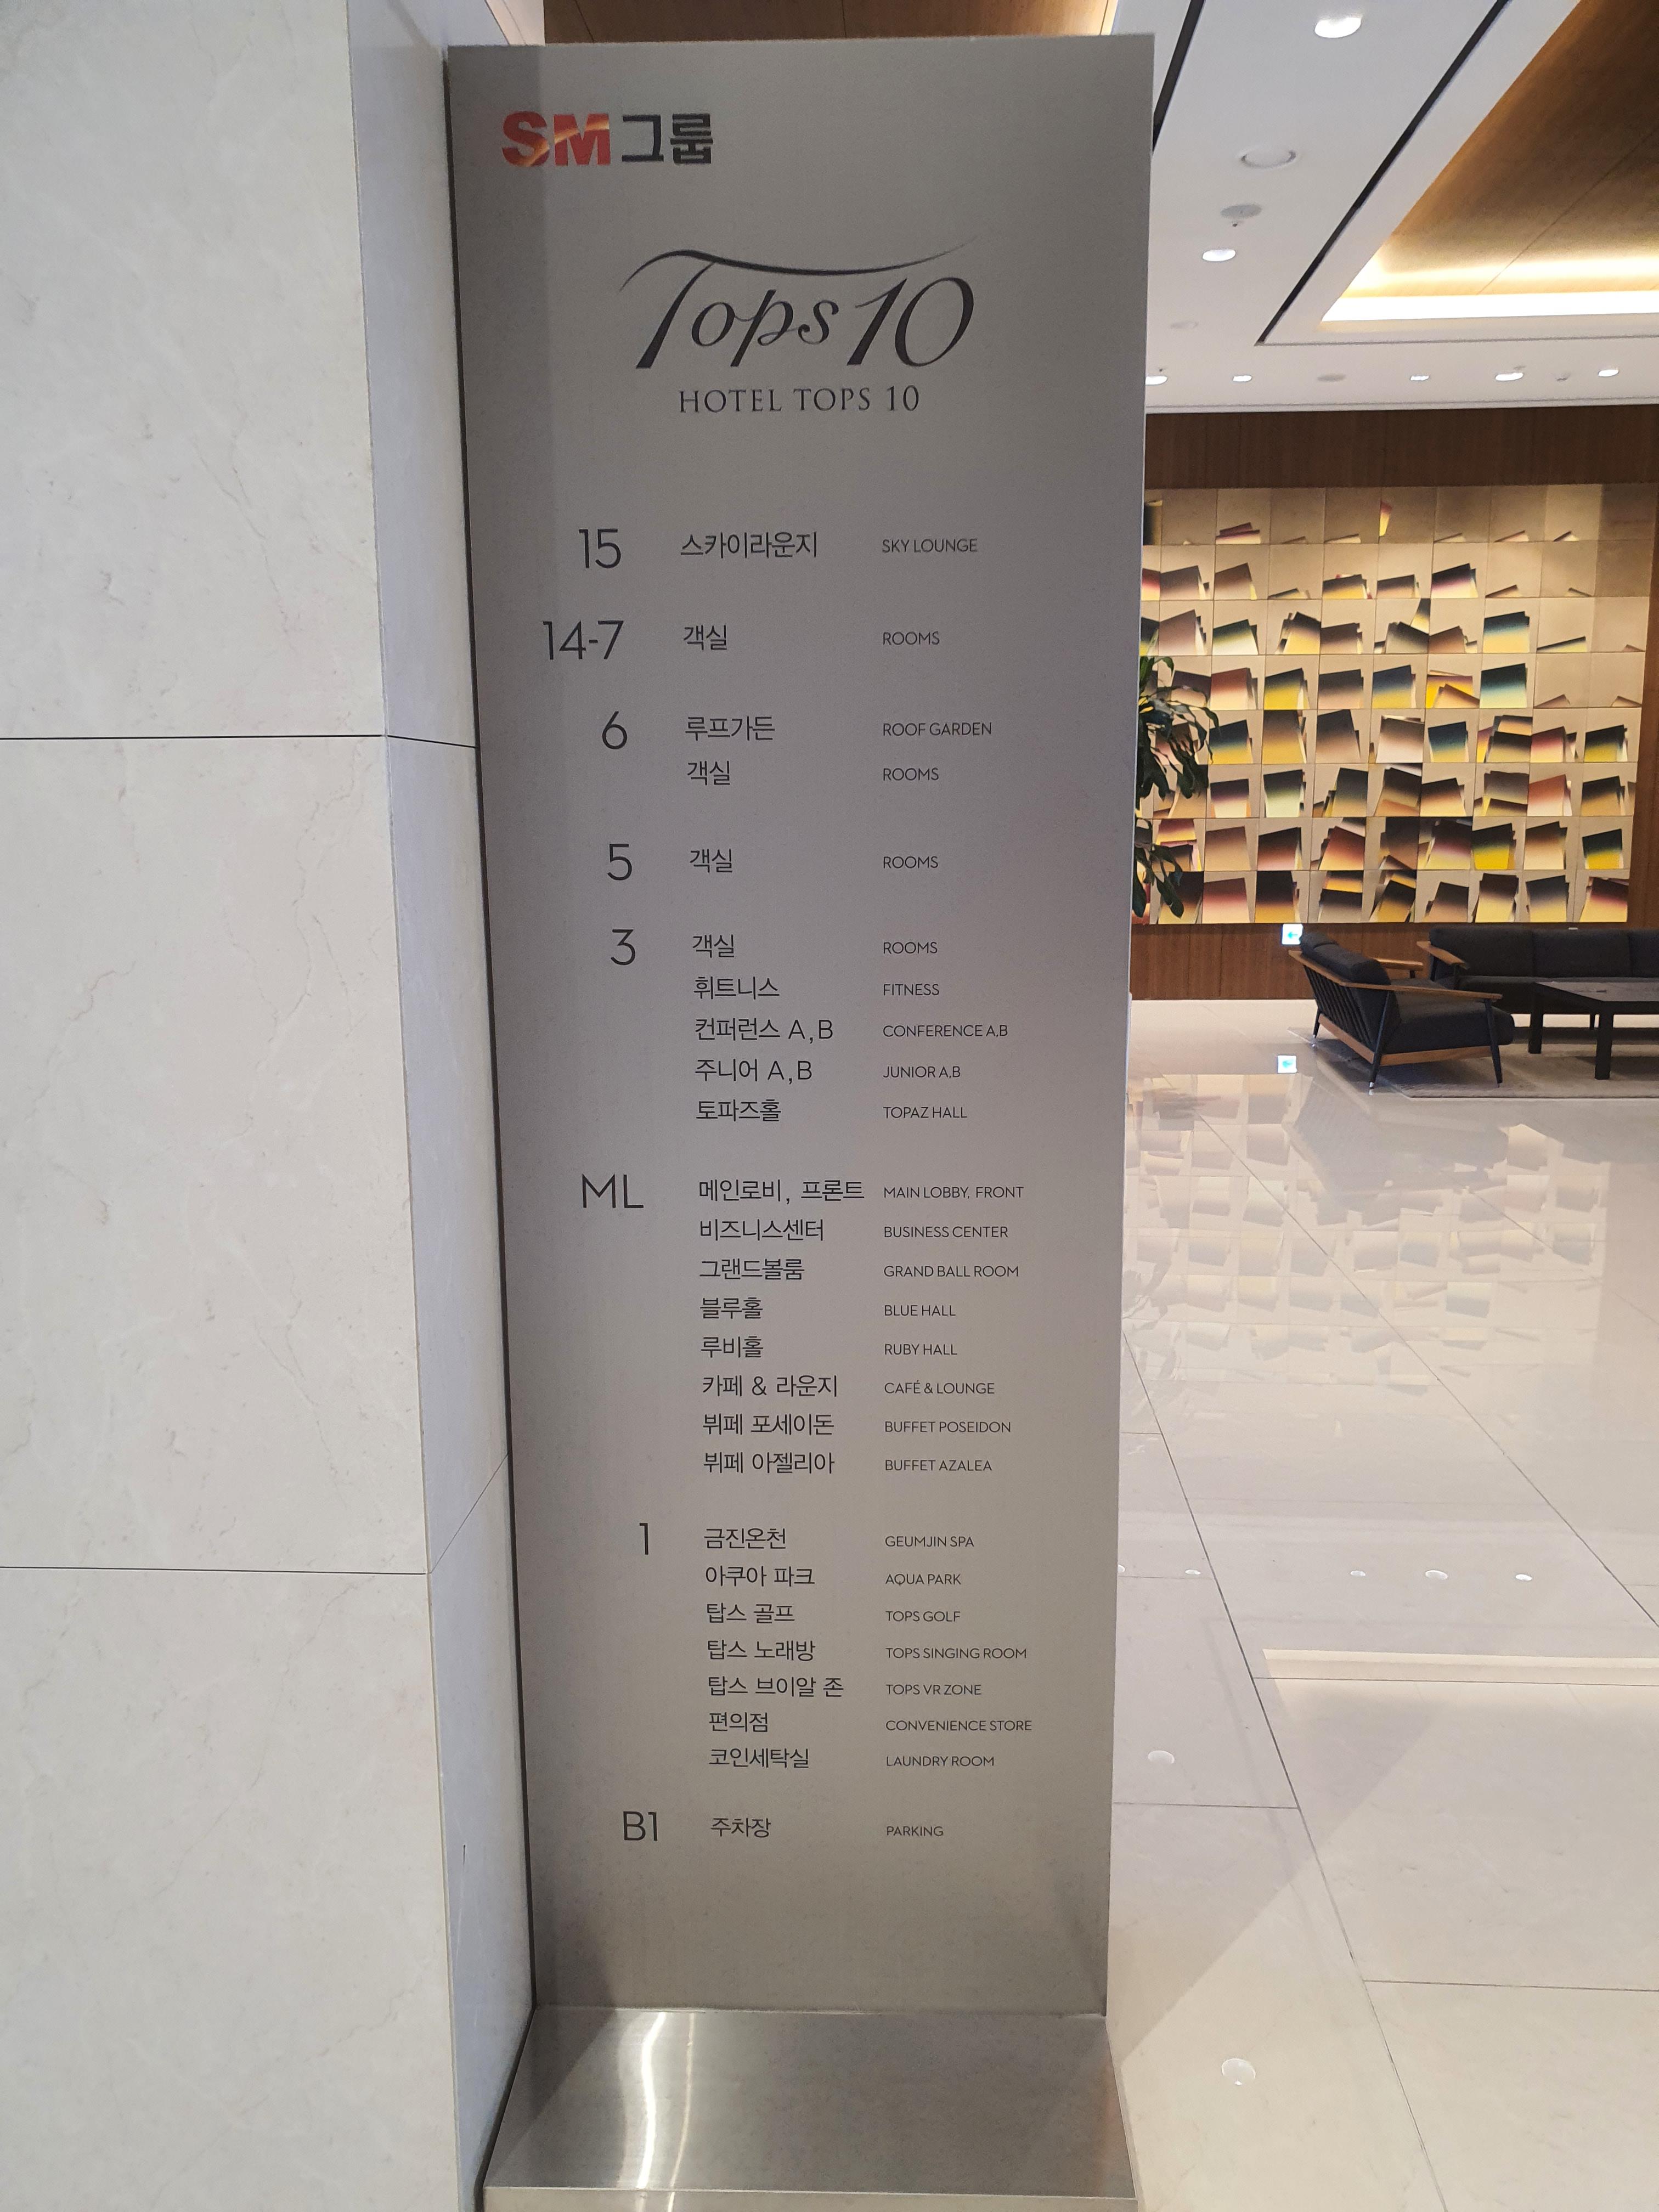 SM그룹
Tops 10
HOTEL TOPS 10
15 스카이라운지 SKY LOUNGE
14-7 객실 ROOMS
6 루프가든 ROOF GARDEN
객실 ROOMS
5 객실 ROOMS
3 객실 ROOMS
휘트니스 FITNESS
컨퍼런스 A,B CONFERENCE A,B
주니어 A,B JUNIOR A,B
토파즈홀 TOPAZ HALL
ML 메인로비, 프론트 MAIN LOBBY, FRONT
비즈니스센터 BUSINESS CENTER
그랜드볼룸 GRAND BALL ROOM
블루홀 BLUE HALL
루비홀 RUBY HALL
카페 & 라운지 CAFÉ & LOUNGE
뷔페 포세이돈 BUFFET POSEIDON
뷔페 아젤리아 BUFFET AZALEA
1 금진온천 GEUMJIN SPA
아쿠아 파크 AQUA PARK
탑스 골프 TOPS GOLF
탑스 노래방 TOPS SINGING ROOM
탑스 브이알 존 TOPS VR ZONE
편의점 CONVENIENCE STORE
코인세탁실 LAUNDRY ROOM
B1 주차장 PARKING